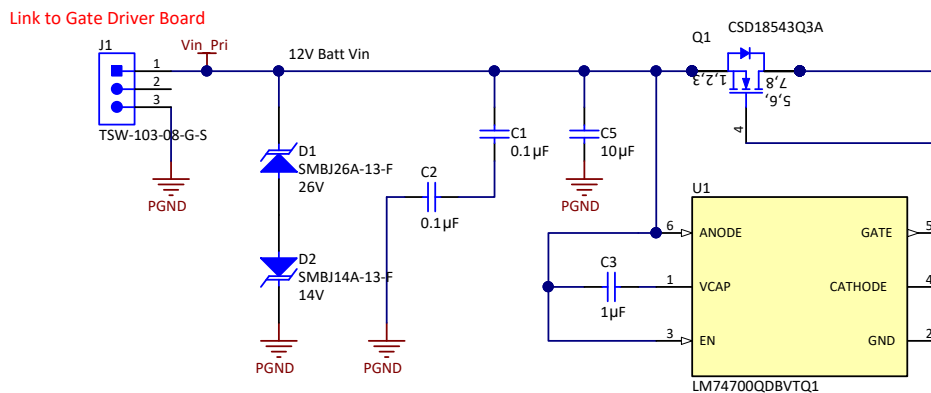 Link to Gate Driver Board
J1
Vin_Pri
12V Batt Vin
Q1
CSD18543Q3A
1
2
3
1,2,3
7,8
5,6,
4
TSW-103-08-G-S
PGND
D1
SMBJ26A-13-F
26V
C1
0.1µF
C5
10µF
PGND
C2
0.1µF
U1
6
ANODE
GATE
5
D2
SMBJ14A-13-F
14V
C3
1µF
1
VCAP
CATHODE
4
3
EN
GND
2
PGND
PGND
LM74700QDBVTQ1